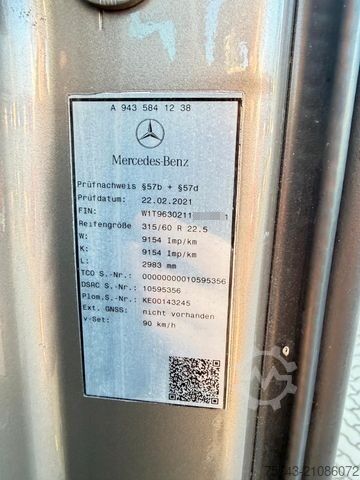 A 943 584 12 38
Mercedes-Benz
Prüfnachweis §57b + §57d
Prüfdatum: 22.02.2021
FIN: W1T9630211 1
Reifengröße 315/60 R 22.5
W: 9154 Imp/km
K: 9154 Imp/km
L: 2983 mm
TCO S.-Nr.: 00000000010595356
DSRC S.-Nr.: 10595356
Plom.S.-Nr.: KE00143245
Ext. GNSS: nicht vorhanden
v-Set: 90 km/h
-21086072